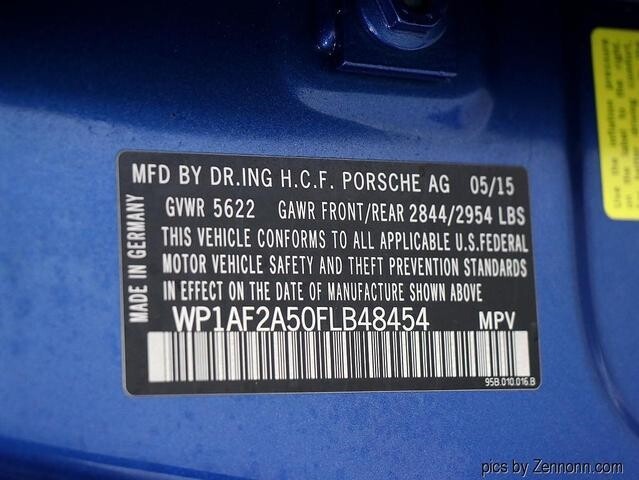 MFD BY DR.ING H.C.F. PORSCHE AG 05/15
GVWR 5622 GAWR FRONT/REAR 2844/2954 LBS
THIS VEHICLE CONFORMS TO ALL APPLICABLE U.S.FEDERAL
MOTOR VEHICLE SAFETY AND THEFT PREVENTION STANDARDS
IN EFFECT ON THE DATE OF MANUFACTURE SHOWN ABOVE
WP1AF2A50FLB48454 MPV
95B.010.016.B
MADE IN GERMANY
pics by Zennonn.com